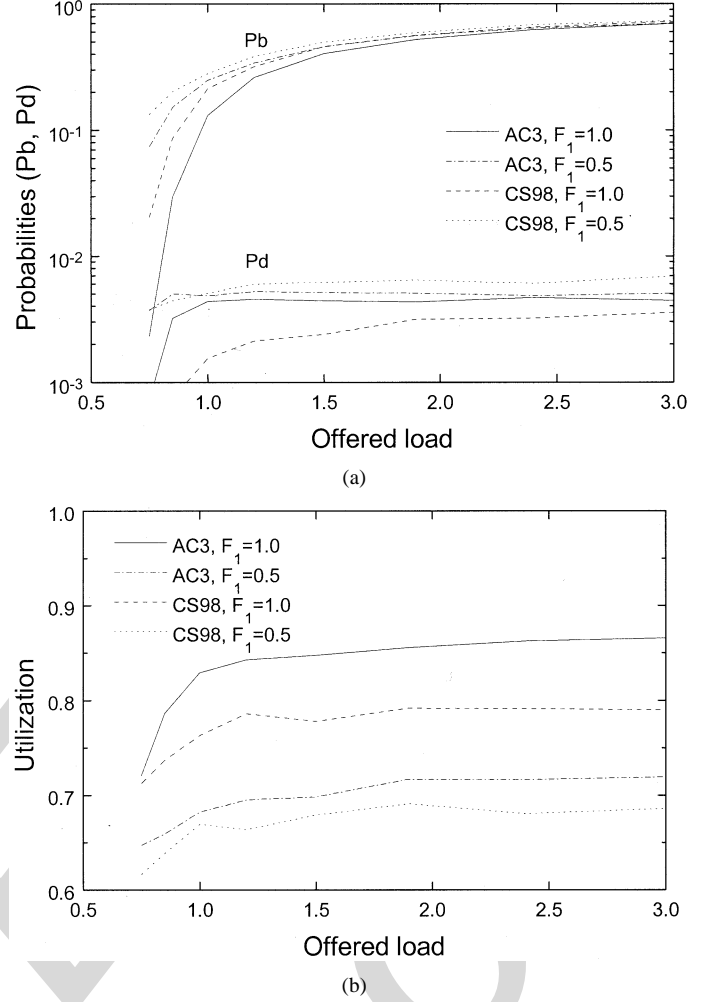 10⁰
Pb
10⁻¹
AC3, F₁=1.0
AC3, F₁=0.5
CS98, F₁=1.0
CS98, F₁=0.5
10⁻²
Pd
10⁻³
Probabilities (Pb, Pd)
0.5 1.0 1.5 2.0 2.5 3.0
Offered load
(a)
1.0
AC3, F₁=1.0
AC3, F₁=0.5
CS98, F₁=1.0
CS98, F₁=0.5
0.9
0.8
0.7
0.6
Utilization
0.5 1.0 1.5 2.0 2.5 3.0
Offered load
(b)